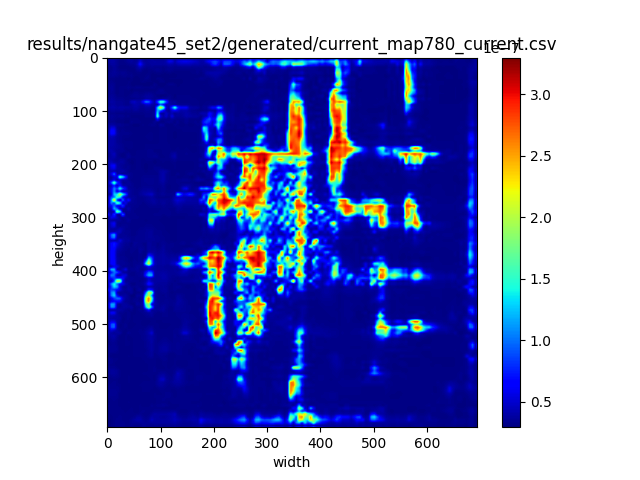 results/nangate45_set2/generated/current_map780_current.csv
1e−7
0
100
200
300
400
500
600
height
0 100 200 300 400 500 600
width
3.0
2.5
2.0
1.5
1.0
0.5